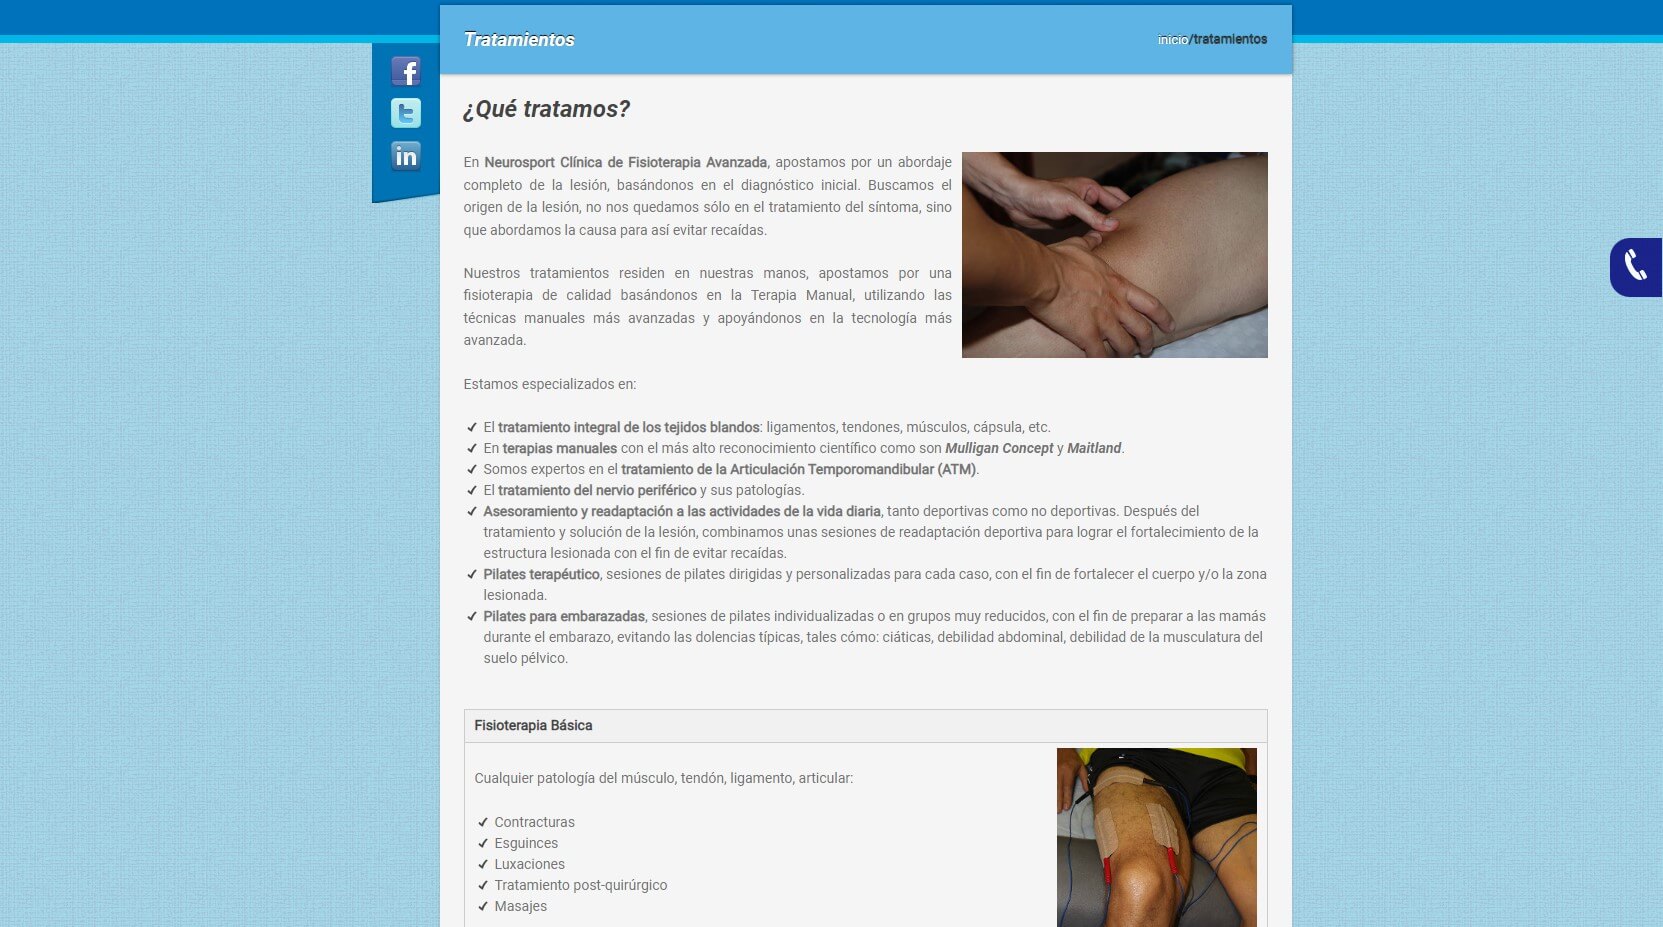 Tratamientos
inicio/tratamientos
¿Qué tratamos?
En Neurosport Clínica de Fisioterapia Avanzada, apostamos por un abordaje
completo de la lesión, basándonos en el diagnóstico inicial. Buscamos el
origen de la lesión, no nos quedamos sólo en el tratamiento del síntoma, sino
que abordamos la causa para así evitar recaídas.
Nuestros tratamientos residen en nuestras manos, apostamos por una
fisioterapia de calidad basándonos en la Terapia Manual, utilizando las
técnicas manuales más avanzadas y apoyándonos en la tecnología más
avanzada.
Estamos especializados en:
El tratamiento integral de los tejidos blandos: ligamentos, tendones, músculos, cápsula, etc.
En terapias manuales con el más alto reconocimiento científico como son Mulligan Concept y Maitland.
Somos expertos en el tratamiento de la Articulación Temporomandibular (ATM).
El tratamiento del nervio periférico y sus patologías.
Asesoramiento y readaptación a las actividades de la vida diaria, tanto deportivas como no deportivas. Después del
tratamiento y solución de la lesión, combinamos unas sesiones de readaptación deportiva para lograr el fortalecimiento de la
estructura lesionada con el fin de evitar recaídas.
Pilates terapéutico, sesiones de pilates dirigidas y personalizadas para cada caso, con el fin de fortalecer el cuerpo y/o la zona
lesionada.
Pilates para embarazadas, sesiones de pilates individualizadas o en grupos muy reducidos, con el fin de preparar a las mamás
durante el embarazo, evitando las dolencias típicas, tales cómo: ciáticas, debilidad abdominal, debilidad de la musculatura del
suelo pélvico.
Fisioterapia Básica
Cualquier patología del músculo, tendón, ligamento, articular:
Contracturas
Esguinces
Luxaciones
Tratamiento post-quirúrgico
Masajes